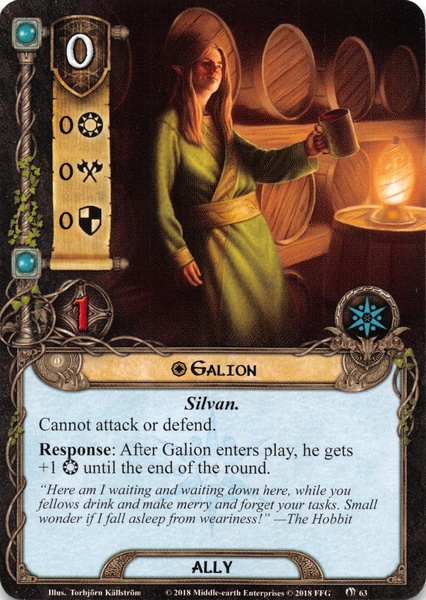 0
0
0
0
1
0
Galion
Silvan.
Cannot attack or defend.
Response: After Galion enters play, he gets
+1 until the end of the round.
“Here am I waiting and waiting down here, while you
fellows drink and make merry and forget your tasks. Small
wonder if I fall asleep from weariness!” —The Hobbit
ALLY
Illus. Torbjörn Källström © 2018 Middle-earth Enterprises © 2018 FFG 63